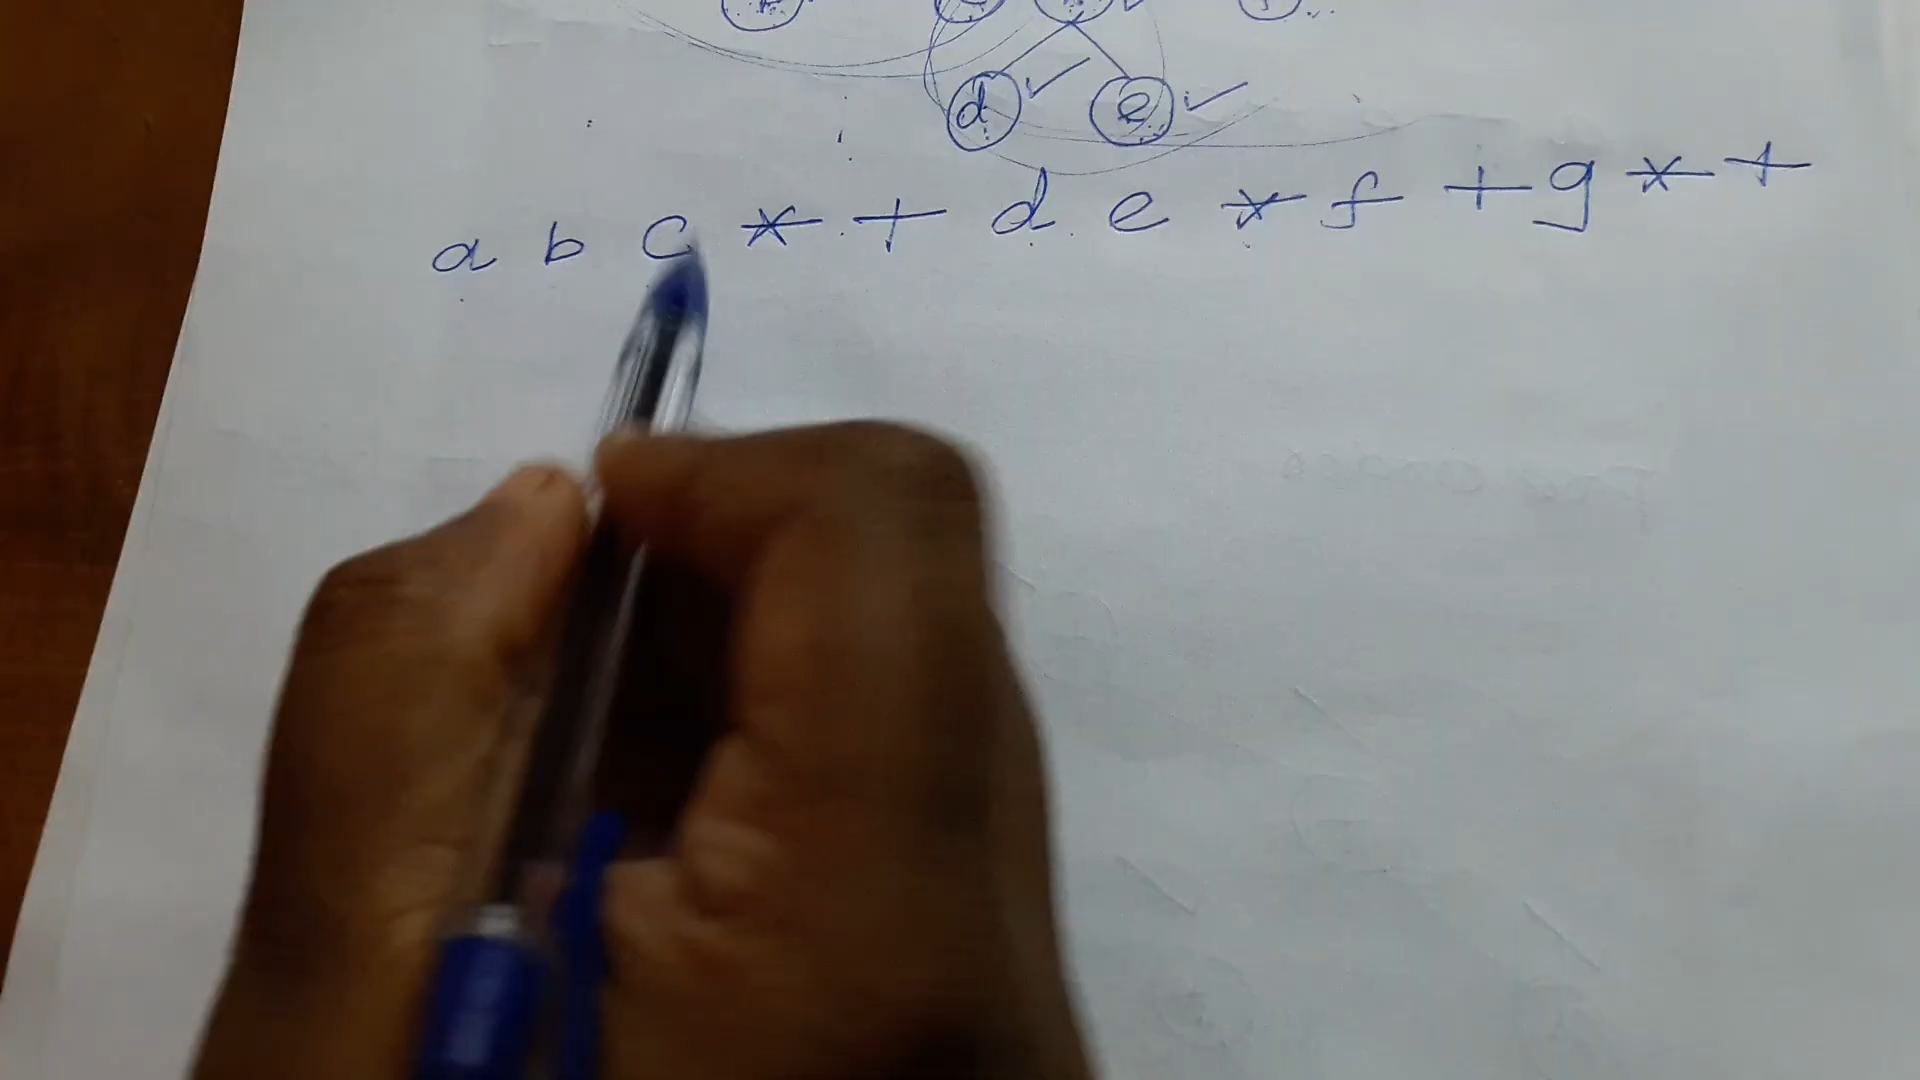 d e
a b c * + d e * f + g * +